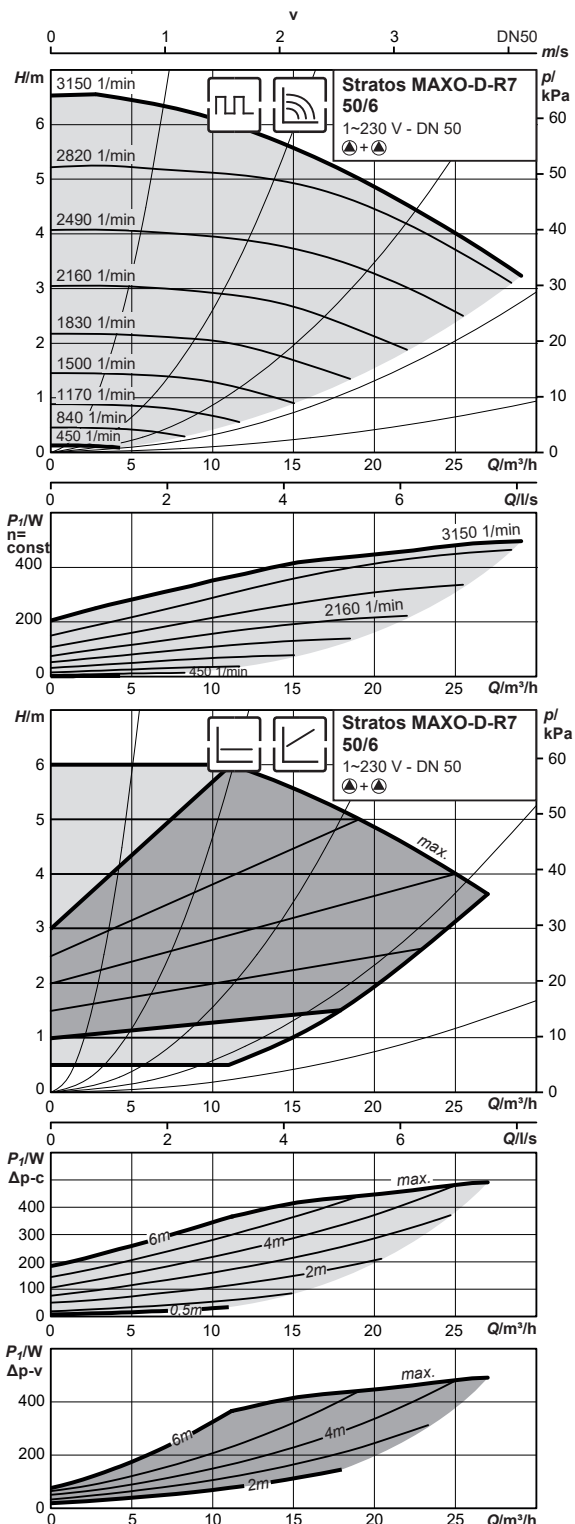 v
0 1 2 3 DN50
m/s
H/m
p/
kPa
3150 1/min
Stratos MAXO-D-R7
50/6
1~230 V - DN 50
+
6
60
2820 1/min
5
50
2490 1/min
4
40
2160 1/min
3
30
1830 1/min
2
20
1500 1/min
1170 1/min
1
10
840 1/min
450 1/min
0
0
0 5 10 15 20 25 Q/m³/h
0 2 4 6 Q/l/s
P1/W
n=
const
3150 1/min
400
200
2160 1/min
450 1/min
0
0 5 10 15 20 25 Q/m³/h
H/m
p/
kPa
Stratos MAXO-D-R7
50/6
1~230 V - DN 50
+
6
60
max.
5
50
4
40
3
30
2
20
1
10
0
0
0 5 10 15 20 25 Q/m³/h
0 2 4 6 Q/l/s
P1/W
Δp-c
max.
400
300
6m
4m
200
2m
100
0,5m
0
0 5 10 15 20 25 Q/m³/h
P1/W
Δp-v
max.
400
6m
4m
200
2m
0
0 5 10 15 20 25 Q/m³/h